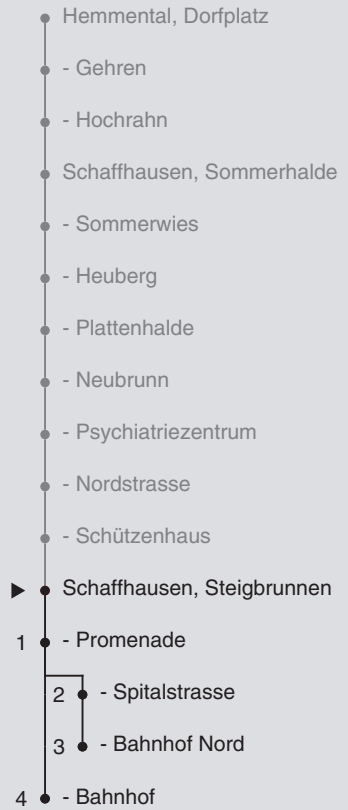 Hemmental, Dorfplatz
- Gehren
- Hochrahn
Schaffhausen, Sommerhalde
- Sommerwies
- Heuberg
- Plattenhalde
- Neubrunn
- Psychiatriezentrum
- Nordstrasse
- Schützenhaus
Schaffhausen, Steigbrunnen
1 - Promenade
2 - Spitalstrasse
3 - Bahnhof Nord
4 - Bahnhof